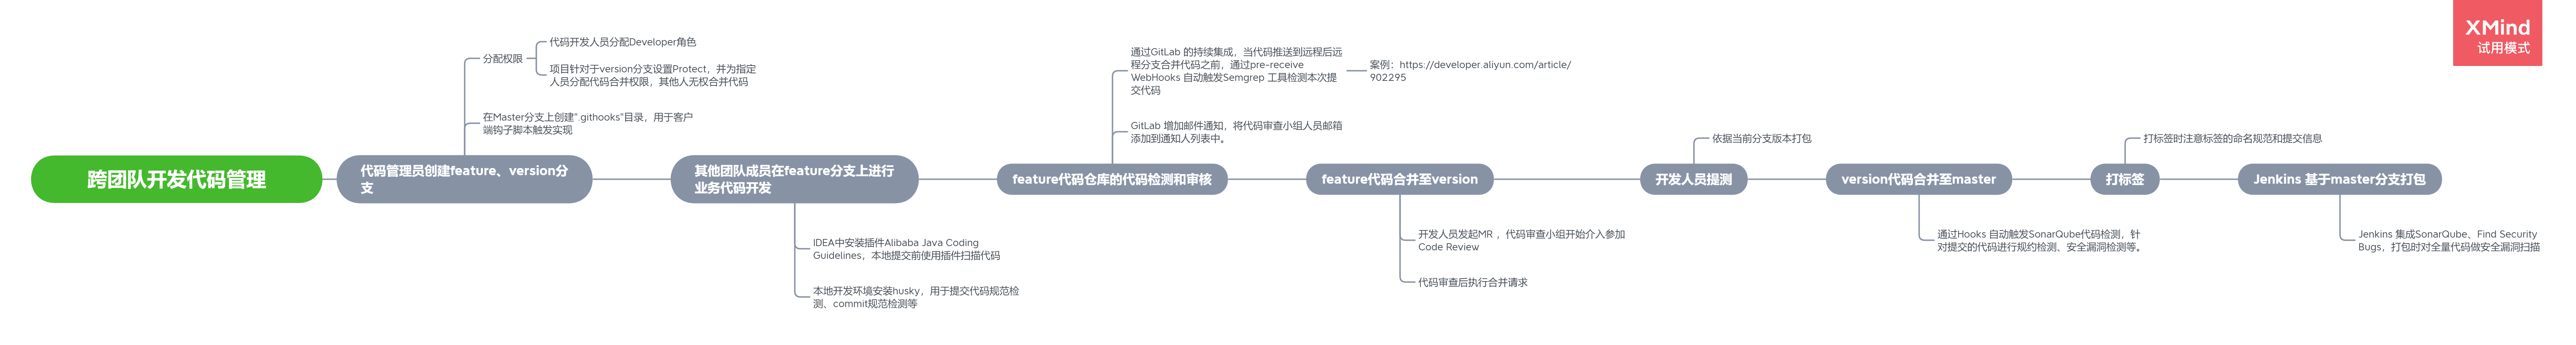 XMind
试用模式
跨团队开发代码管理
代码管理员创建feature、version分
支
分配权限
代码开发人员分配Developer角色
项目针对于version分支设置Protect，并为指定
人员分配代码合并权限，其他人无权合并代码
在Master分支上创建".githooks"目录，用于客户
端钩子脚本触发实现
其他团队成员在feature分支上进行
业务代码开发
IDEA中安装插件Alibaba Java Coding
Guidelines，本地提交前使用插件扫描代码
本地开发环境安装husky，用于提交代码规范检
测、commit规范检测等
feature代码仓库的代码检测和审核
通过GitLab 的持续集成，当代码推送到远程后远
程分支合并代码之前，通过pre-receive
WebHooks 自动触发Semgrep 工具检测本次提
交代码
案例：https://developer.aliyun.com/article/
902295
GitLab 增加邮件通知，将代码审查小组人员邮箱
添加到通知人列表中。
feature代码合并至version
开发人员发起MR ，代码审查小组开始介入参加
Code Review
代码审查后执行合并请求
开发人员提测
依据当前分支版本打包
version代码合并至master
通过Hooks 自动触发SonarQube代码检测，针
对提交的代码进行规约检测、安全漏洞检测等。
打标签
打标签时注意标签的命名规范和提交信息
Jenkins 基于master分支打包
Jenkins 集成SonarQube、Find Security
Bugs，打包时对全量代码做安全漏洞扫描